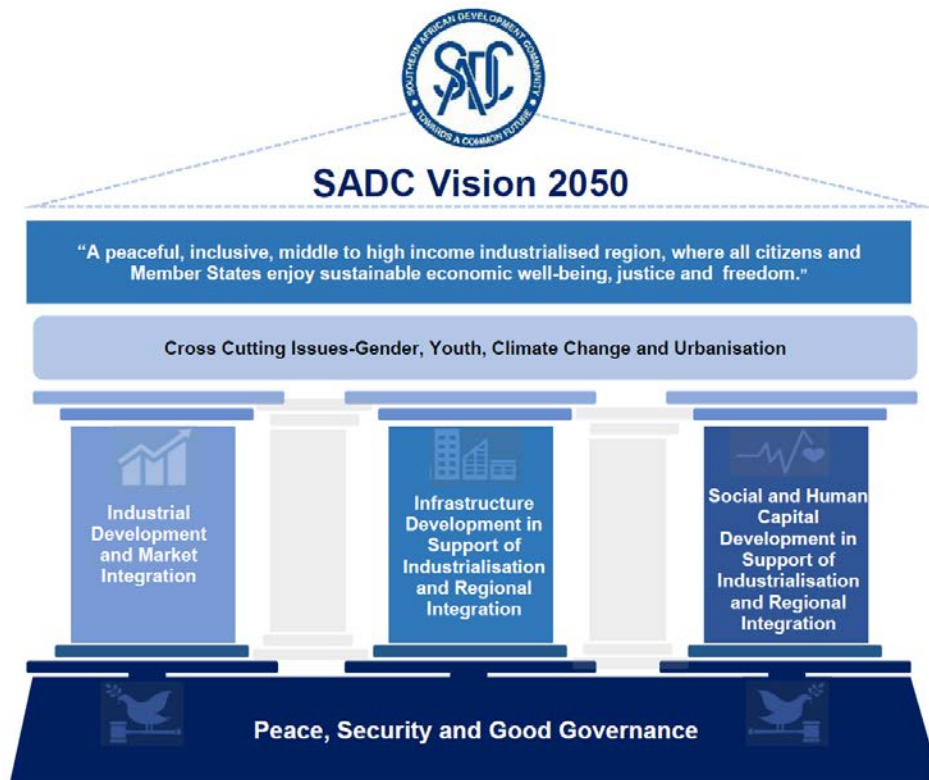 SOUTHERN AFRICAN DEVELOPMENT COMMUNITY
SADC
TOWARDS A COMMON FUTURE
SADC Vision 2050
“A peaceful, inclusive, middle to high income industrialised region, where all citizens and
Member States enjoy sustainable economic well-being, justice and freedom.”
Cross Cutting Issues-Gender, Youth, Climate Change and Urbanisation
Industrial
Development
and Market
Integration
Infrastructure
Development in
Support of
Industrialisation
and Regional
Integration
Social and Human
Capital
Development in
Support of
Industrialisation
and Regional
Integration
Peace, Security and Good Governance